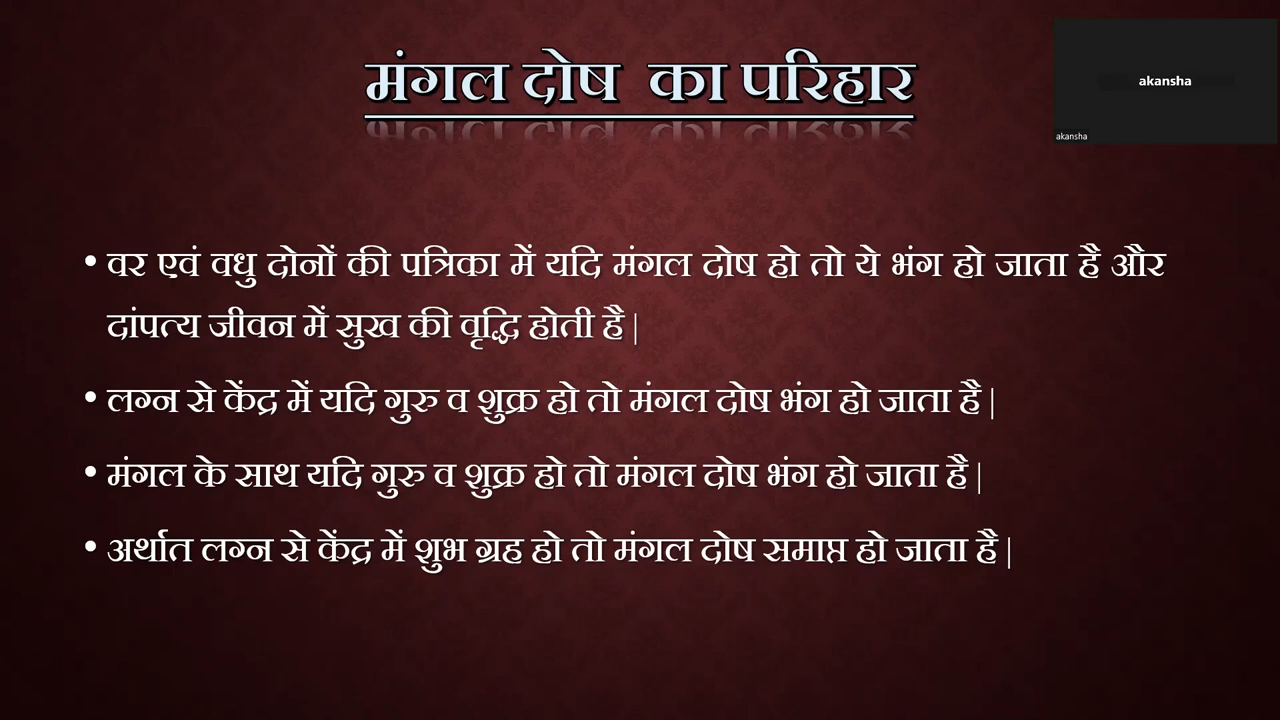 मंगल दोष का परिहार
akansha
akansha
• वर एवं वधु दोनों की पत्रिका में यदि मंगल दोष हो तो ये भंग हो जाता है और
दांपत्य जीवन में सुख की वृद्धि होती है |
• लग्न से केंद्र में यदि गुरु व शुक्र हो तो मंगल दोष भंग हो जाता है |
• मंगल के साथ यदि गुरु व शुक्र हो तो मंगल दोष भंग हो जाता है |
• अर्थात लग्न से केंद्र में शुभ ग्रह हो तो मंगल दोष समाप्त हो जाता है |